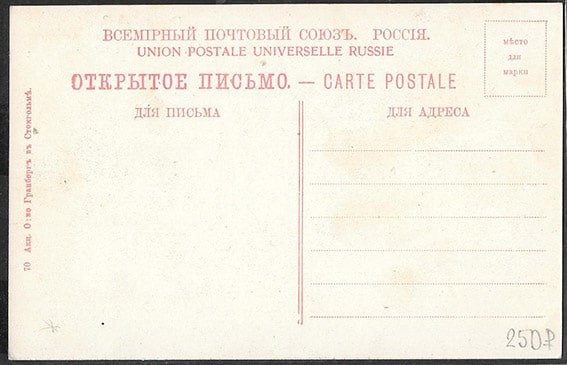 ВСЕМІРНЫЙ ПОЧТОВЫЙ СОЮЗЪ. РОССІЯ.
UNION POSTALE UNIVERSELLE RUSSIE
ОТКРЫТОЕ ПИСЬМО. — CARTE POSTALE
мѣсто
для
марки
ДЛЯ ПИСЬМА
ДЛЯ АДРЕСА
70 Акц. О:во Гранбергъ въ Стокгольмѣ.
250₽